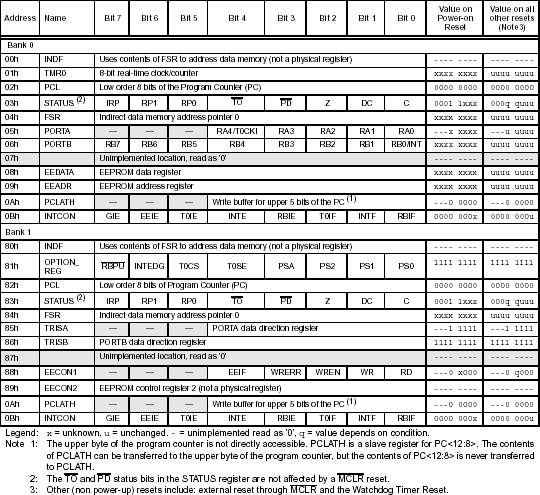 Address Name Bit 7 Bit 6 Bit 5 Bit 4 Bit 3 Bit 2 Bit 1 Bit 0 Value on Power-on Reset Value on all other resets (Note3)
Bank 0
00h INDF Uses contents of FSR to address data memory (not a physical register) ---- ---- ---- ----
01h TMR0 8-bit real-time clock/counter xxxx xxxx uuuu uuuu
02h PCL Low order 8 bits of the Program Counter (PC) 0000 0000 0000 0000
03h STATUS (2) IRP RP1 RP0 TO PD Z DC C 0001 1xxx 000q quuu
04h FSR Indirect data memory address pointer 0 xxxx xxxx uuuu uuuu
05h PORTA — — — RA4/T0CKI RA3 RA2 RA1 RA0 ---x xxxx ---u uuuu
06h PORTB RB7 RB6 RB5 RB4 RB3 RB2 RB1 RB0/INT xxxx xxxx uuuu uuuu
07h Unimplemented location, read as '0' ---- ---- ---- ----
08h EEDATA EEPROM data register xxxx xxxx uuuu uuuu
09h EEADR EEPROM address register xxxx xxxx uuuu uuuu
0Ah PCLATH — — — Write buffer for upper 5 bits of the PC (1) ---0 0000 ---0 0000
0Bh INTCON GIE EEIE T0IE INTE RBIE T0IF INTF RBIF 0000 000x 0000 000u
Bank 1
80h INDF Uses contents of FSR to address data memory (not a physical register) ---- ---- ---- ----
81h OPTION_REG RBPU INTEDG T0CS T0SE PSA PS2 PS1 PS0 1111 1111 1111 1111
82h PCL Low order 8 bits of Program Counter (PC) 0000 0000 0000 0000
83h STATUS (2) IRP RP1 RP0 TO PD Z DC C 0001 1xxx 000q quuu
84h FSR Indirect data memory address pointer 0 xxxx xxxx uuuu uuuu
85h TRISA — — — PORTA data direction register ---1 1111 ---1 1111
86h TRISB PORTB data direction register 1111 1111 1111 1111
87h Unimplemented location, read as '0' ---- ---- ---- ----
88h EECON1 — — — EEIF WRERR WREN WR RD ---0 x000 ---0 q000
89h EECON2 EEPROM control register 2 (not a physical register) ---- ---- ---- ----
0Ah PCLATH — — — Write buffer for upper 5 bits of the PC (1) ---0 0000 ---0 0000
0Bh INTCON GIE EEIE T0IE INTE RBIE T0IF INTF RBIF 0000 000x 0000 000u
Legend: x = unknown, u = unchanged. - = unimplemented read as '0', q = value depends on condition.
Note 1: The upper byte of the program counter is not directly accessible. PCLATH is a slave register for PC<12:8>. The contents
of PCLATH can be transferred to the upper byte of the program counter, but the contents of PC<12:8> is never transferred
to PCLATH.
2: The TO and PD status bits in the STATUS register are not affected by a MCLR reset.
3: Other (non power-up) resets include: external reset through MCLR and the Watchdog Timer Reset.